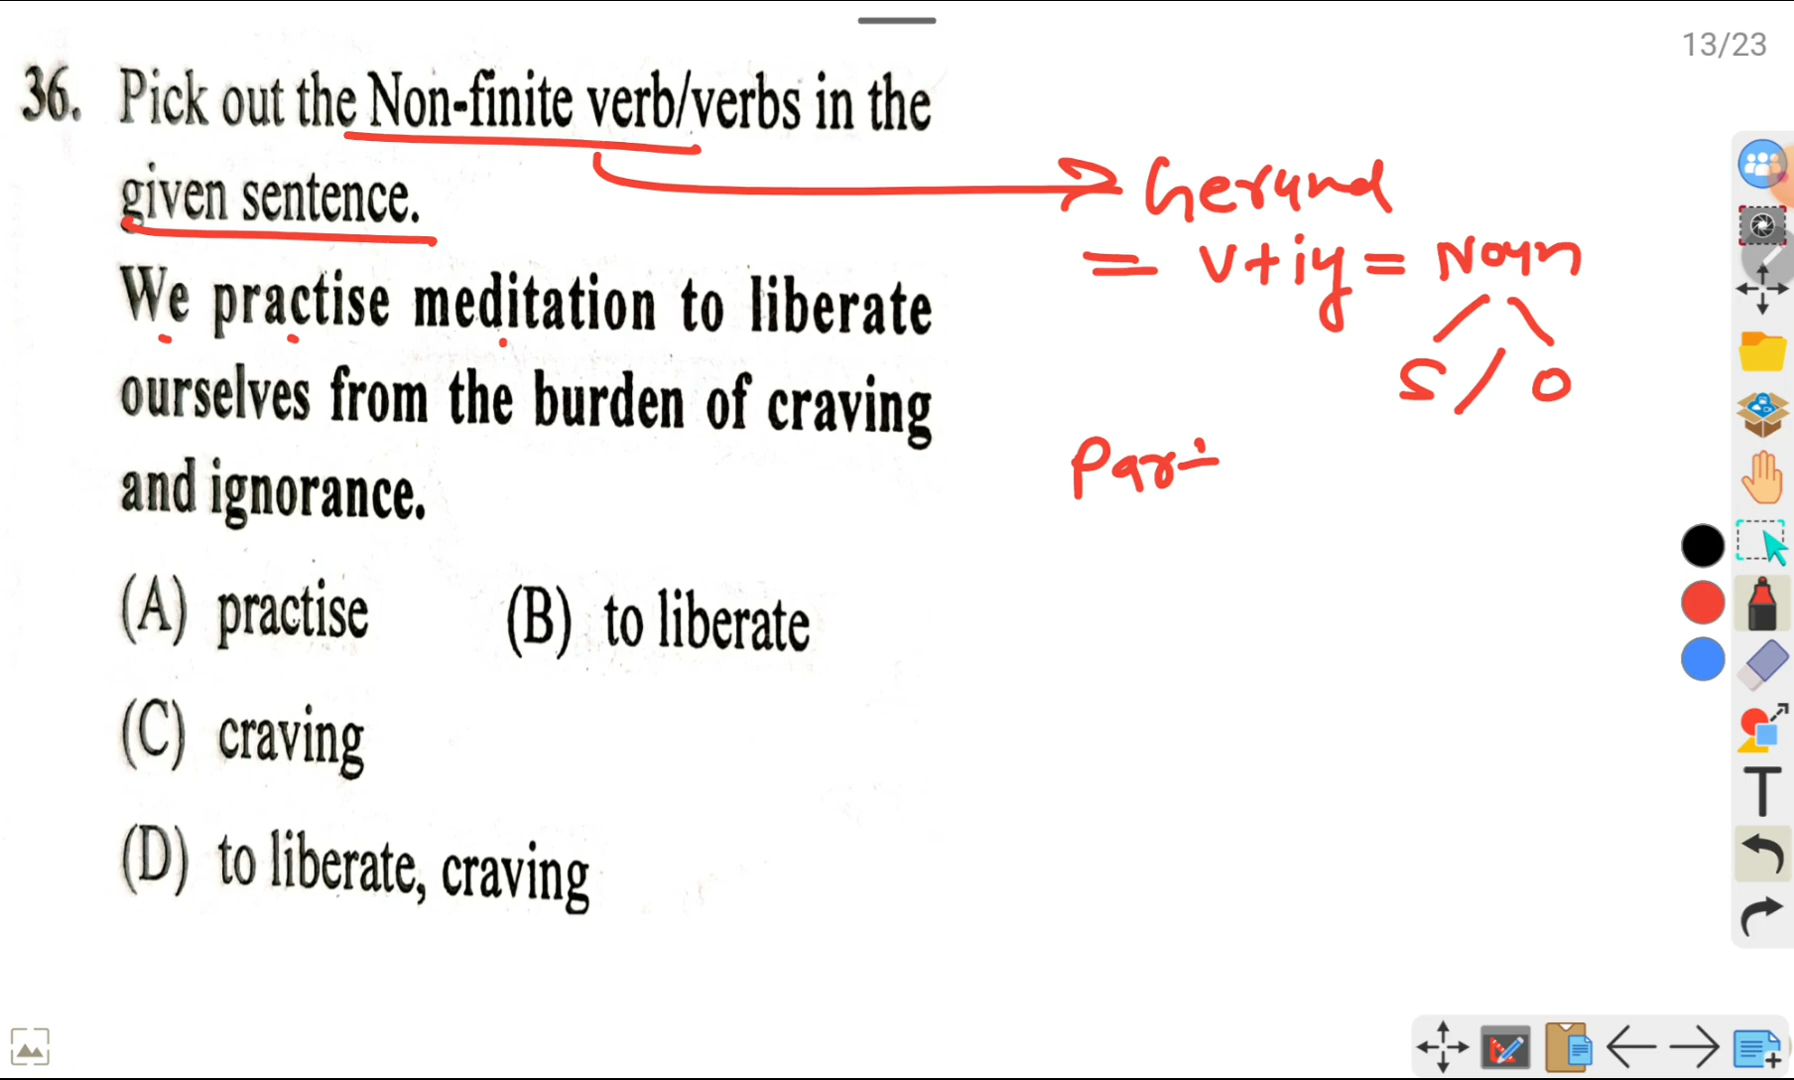 13/23
36. Pick out the Non-finite verb/verbs in the
given sentence.
We practise meditation to liberate
ourselves from the burden of craving
and ignorance.
(A) practise (B) to liberate
(C) craving
(D) to liberate, craving
Gerund
= V+ing = Noun
S / O
Par
T